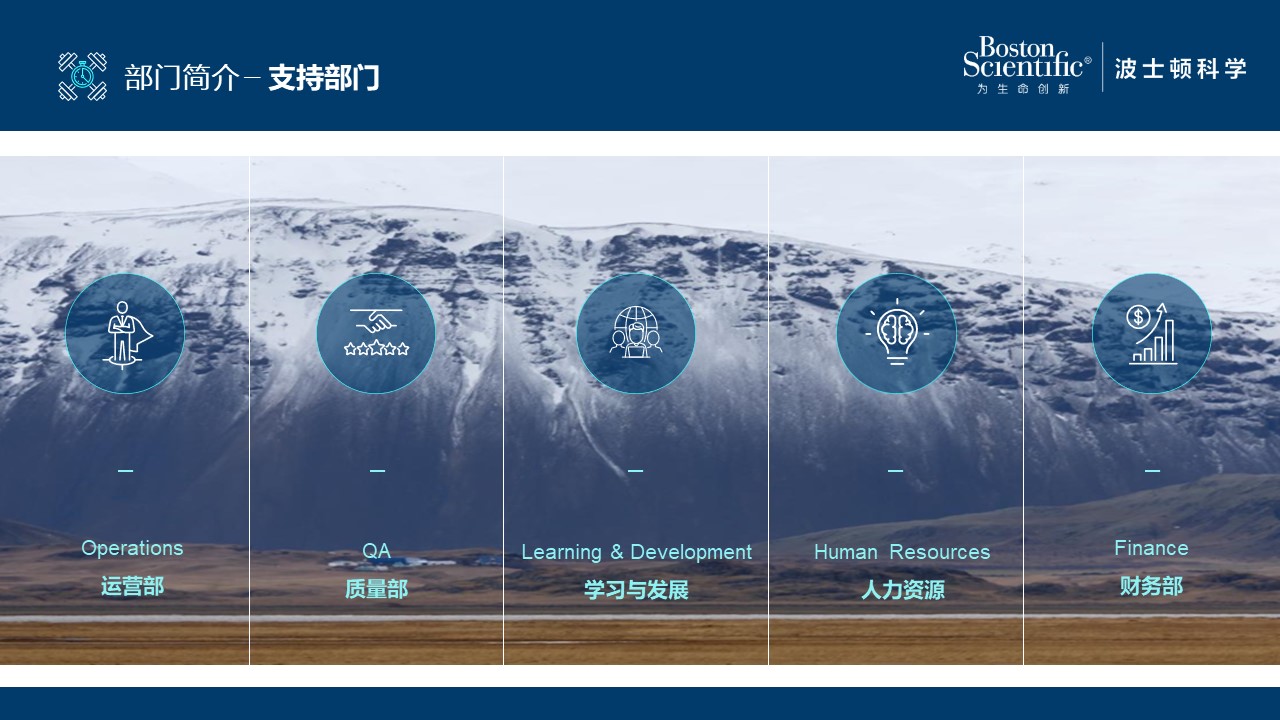 部门简介 — 支持部门
Boston
Scientific®
为生命创新
波士顿科学
Operations
运营部
QA
质量部
Learning & Development
学习与发展
Human Resources
人力资源
Finance
财务部